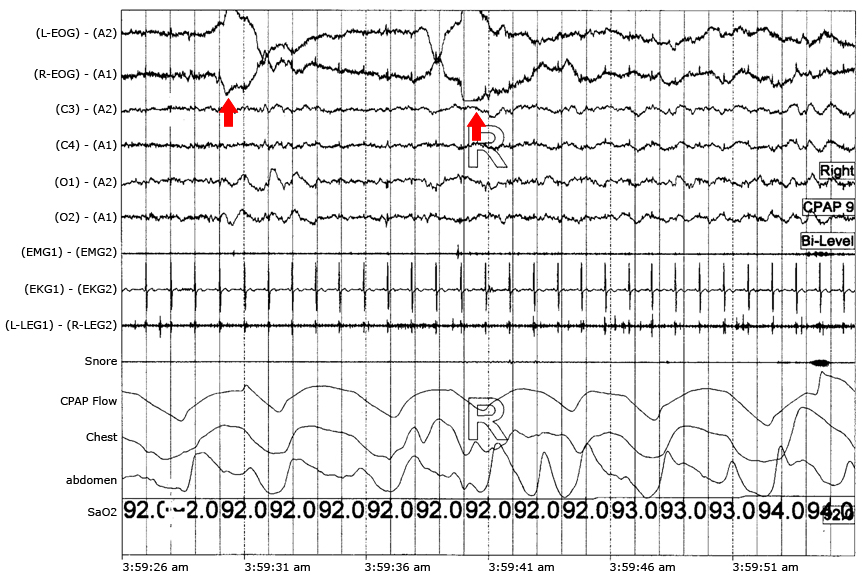 (L-EOG) - (A2)
(R-EOG) - (A1)
(C3) - (A2)
R
(C4) - (A1)
Right
(O1) - (A2)
CPAP 9
(O2) - (A1)
Bi-Level
(EMG1) - (EMG2)
(EKG1) - (EKG2)
(L-LEG1) - (R-LEG2)
Snore
CPAP Flow
R
Chest
abdomen
SaO2 92.0 92.0 92.0 92.0 92.0 92.0 92.0 92.0 93.0 93.0 93.0 94.0
3:59:26 am 3:59:31 am 3:59:36 am 3:59:41 am 3:59:46 am 3:59:51 am